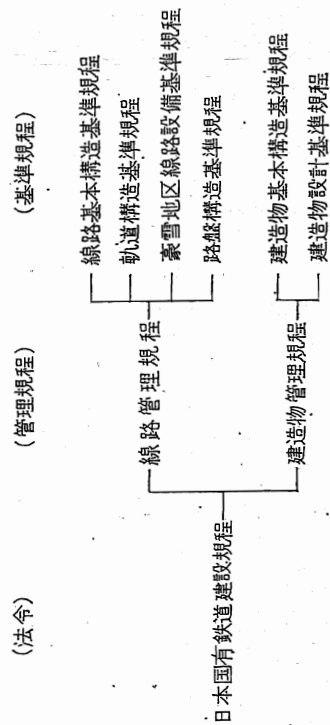 (法令)
(管理規程)
(基準規程)
日本国有鉄道建設規程
線路管理規程
線路基本構造基準規程
軌道構造基準規程
豪雪地区線路設備基準規程
路盤構造基準規程
建造物管理規程
建造物基本構造基準規程
建造物設計基準規程